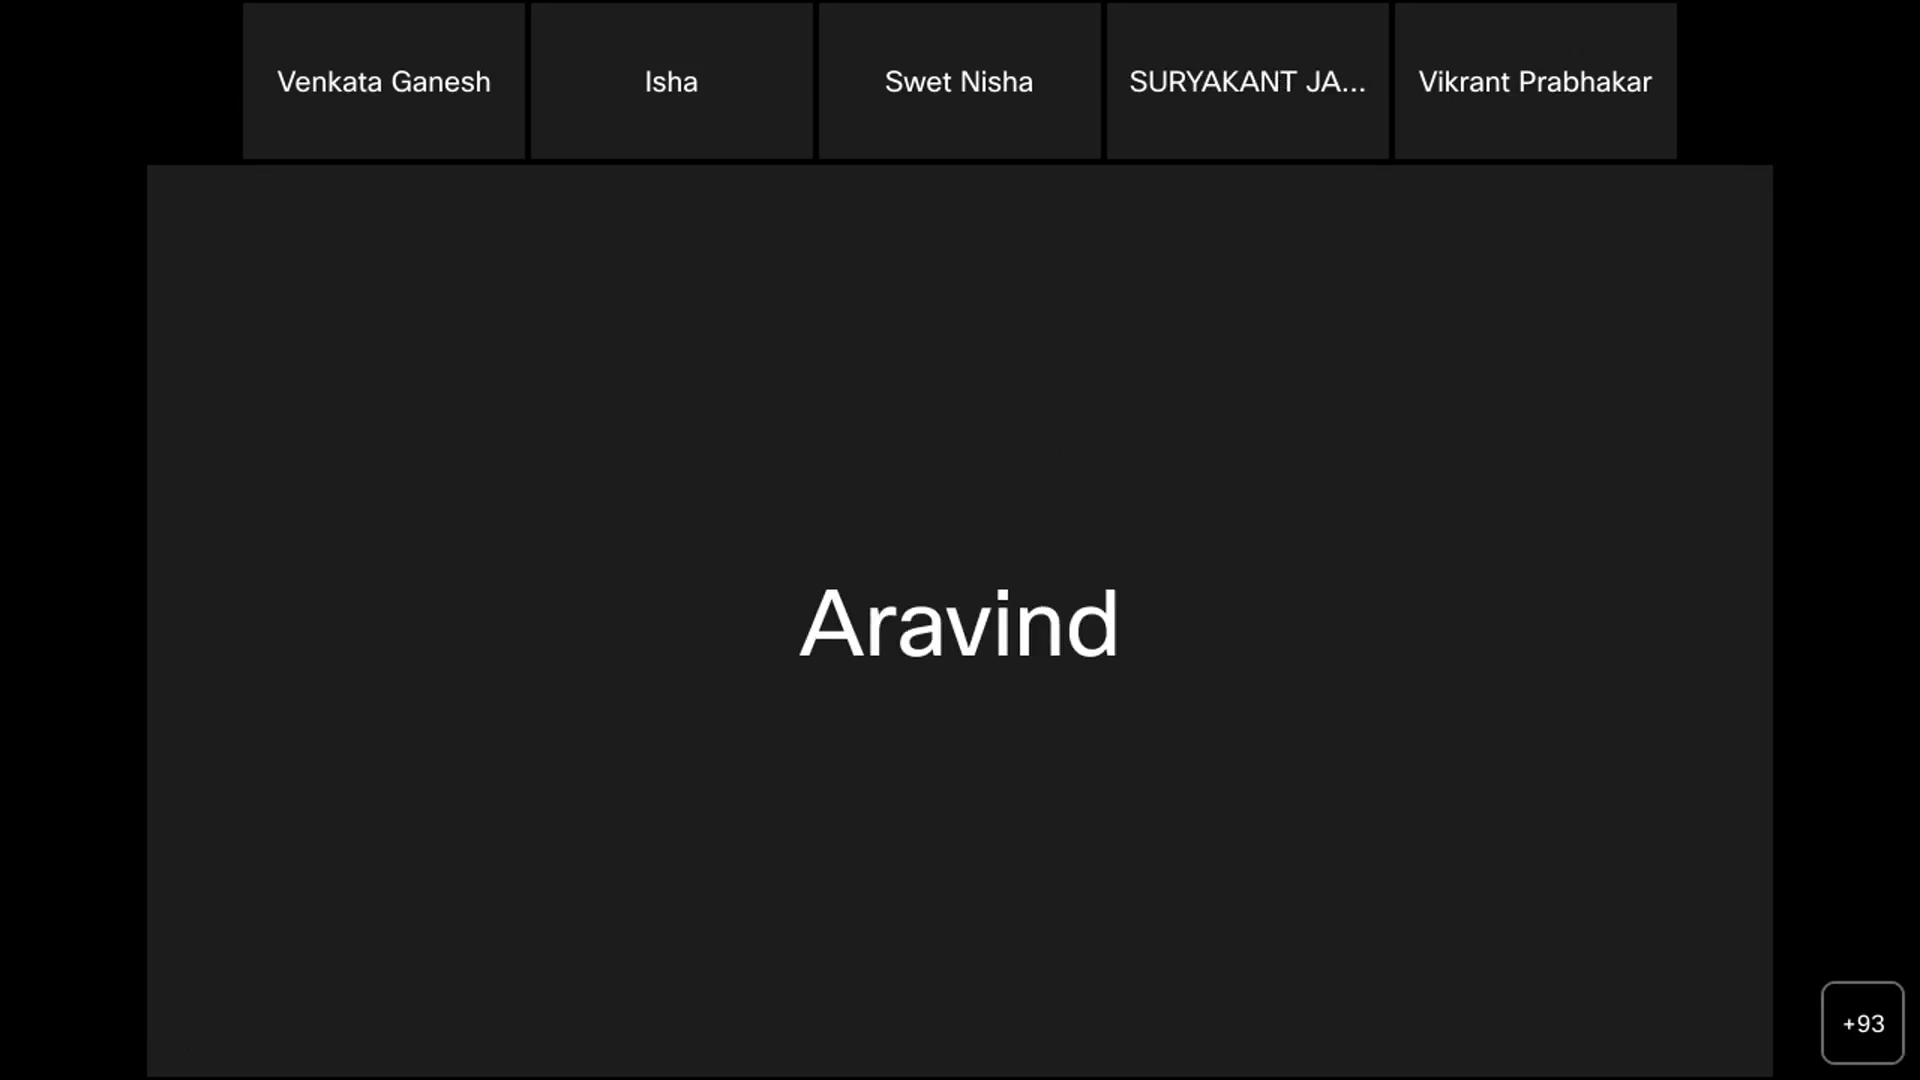 Venkata Ganesh
Isha
Swet Nisha
SURYAKANT JA...
Vikrant Prabhakar
Aravind
+93